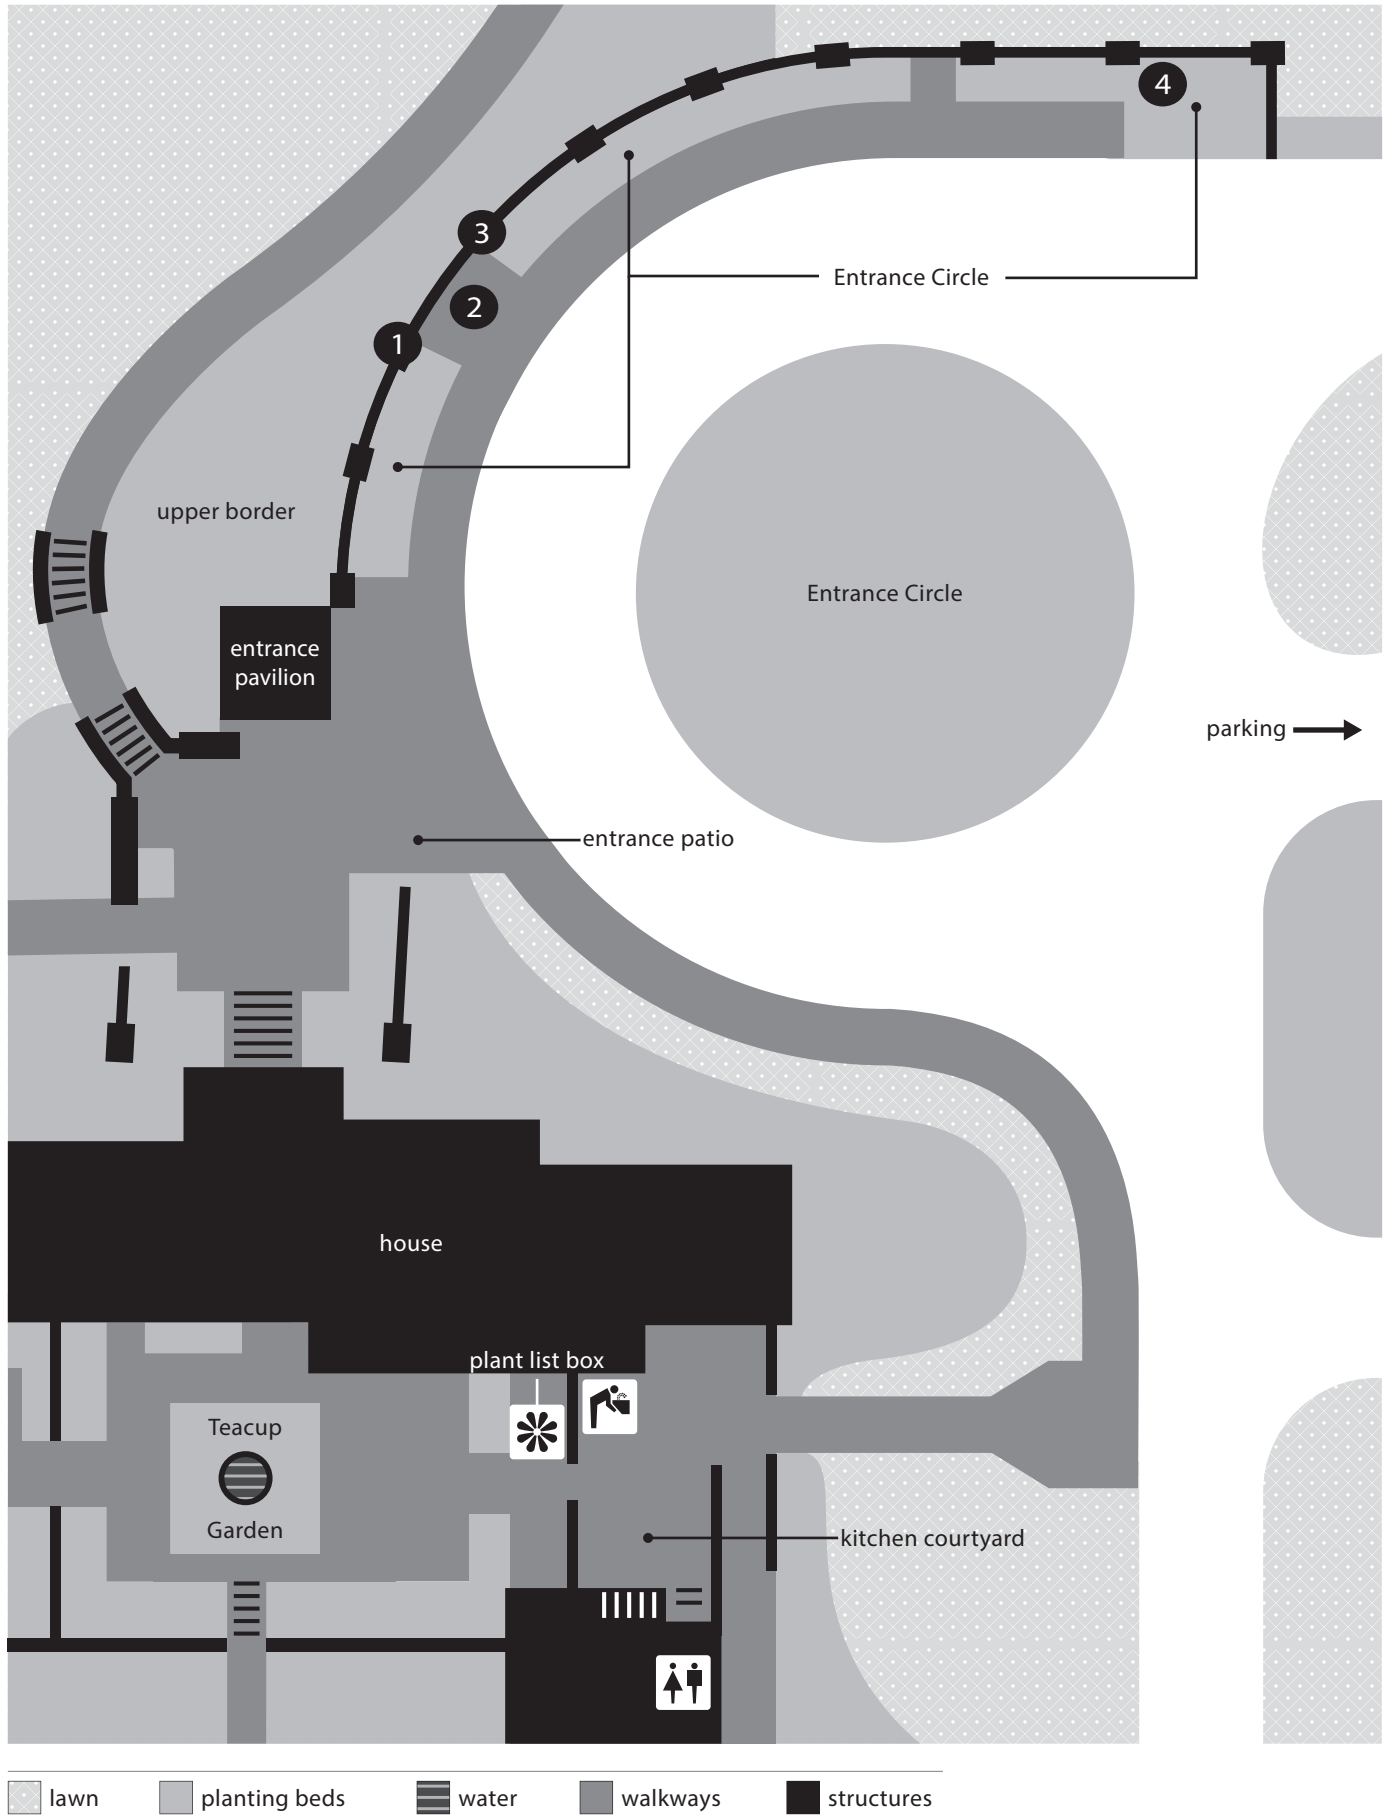 4
3
Entrance Circle
2
1
upper border
Entrance Circle
entrance
pavilion
parking
entrance patio
house
plant list box
Teacup
Garden
kitchen courtyard
lawn
planting beds
water
walkways
structures